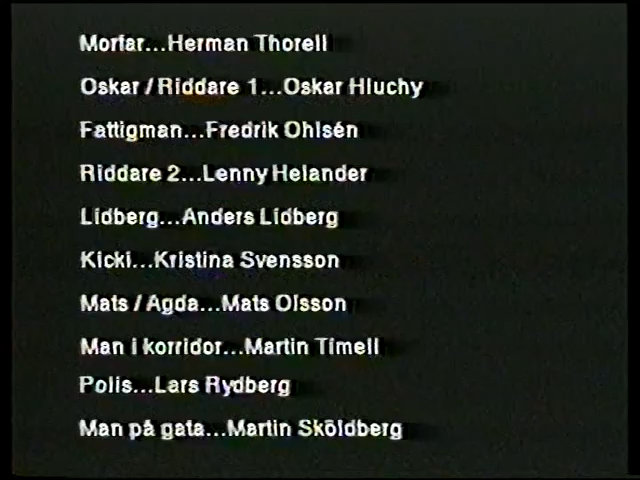 Morfar...Herman Thorell
Oskar / Riddare 1...Oskar Hluchy
Fattigman...Fredrik Ohlsén
Riddare 2...Lenny Helander
Lidberg...Anders Lidberg
Kicki...Kristina Svensson
Mats / Agda...Mats Olsson
Man i korridor...Martin Timell
Polis...Lars Rydberg
Man på gata...Martin Sköldberg